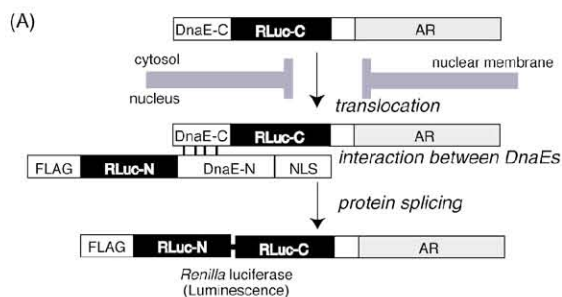 (A)
DnaE-C RLuc-C AR
cytosol nuclear membrane
nucleus
translocation
DnaE-C RLuc-C AR
interaction between DnaEs
FLAG RLuc-N DnaE-N NLS
protein splicing
FLAG RLuc-N RLuc-C AR
Renilla luciferase
(Luminescence)